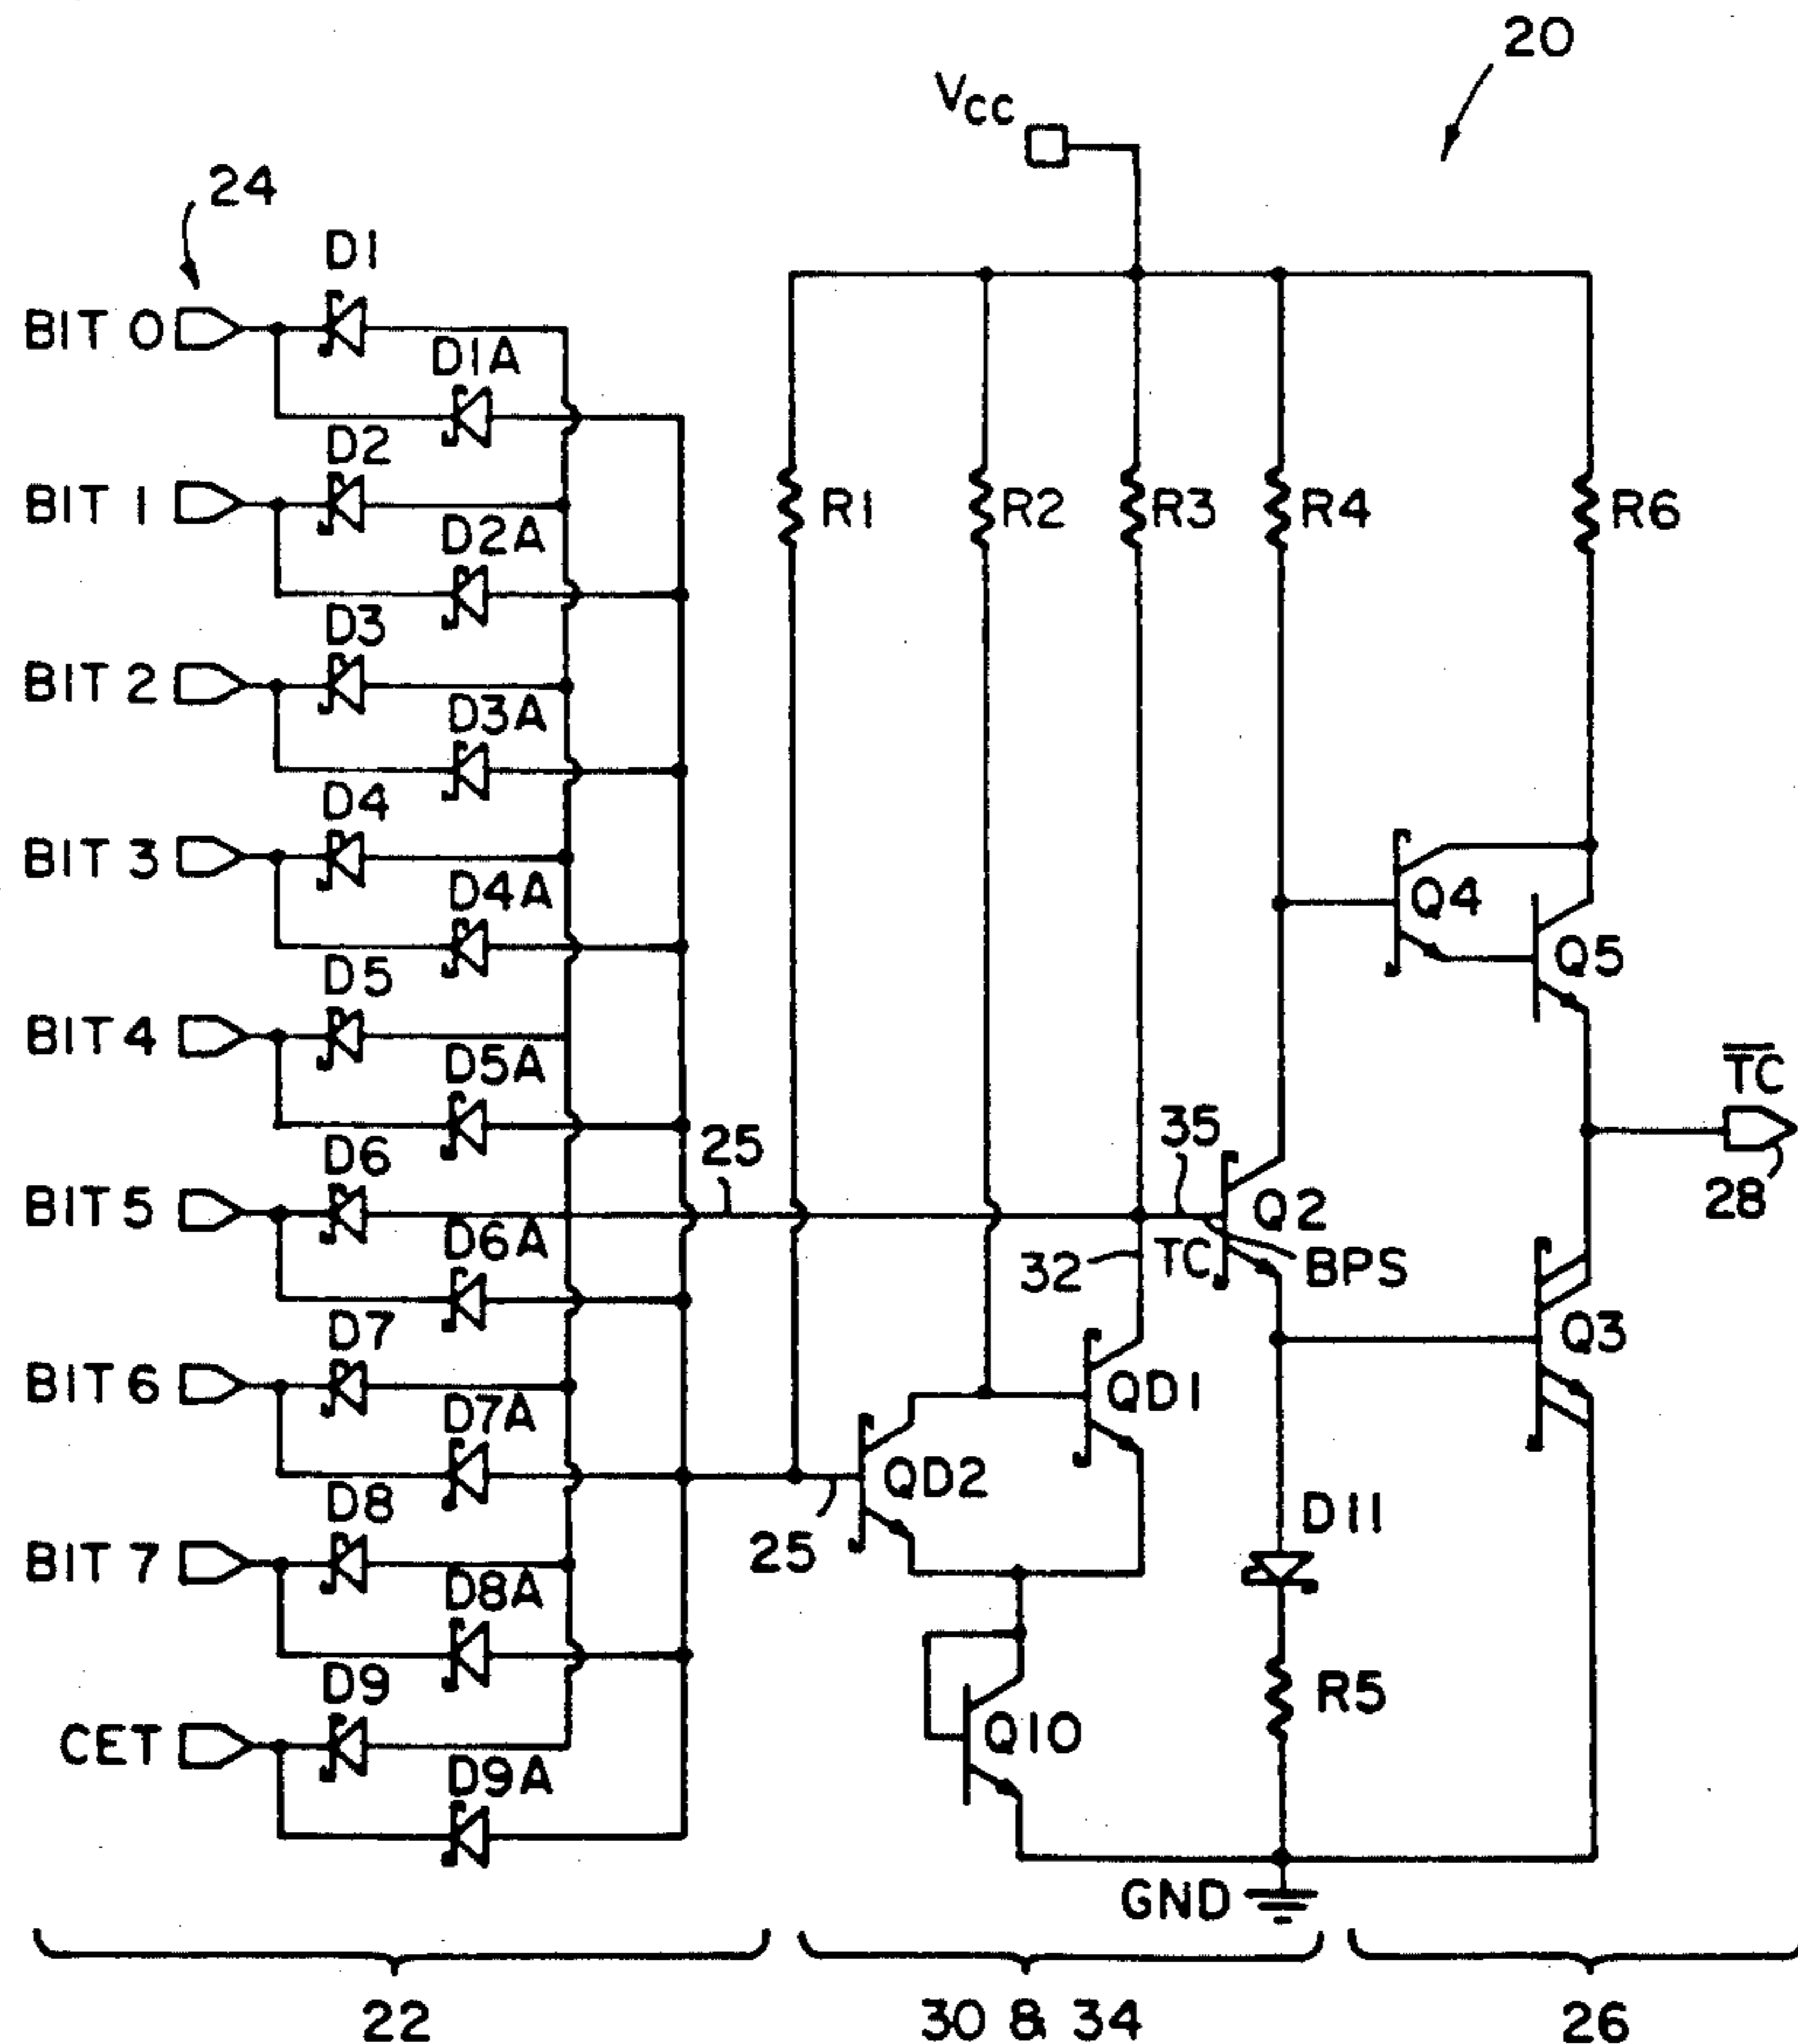 20
VCC
24
D1
BIT 0
D1A
D2
BIT 1
R1
R2
R3
R4
R6
D2A
D3
BIT 2
D3A
D4
BIT 3
D4A
Q4
Q5
D5
BIT 4
D5A
TC
25
35
D6
BIT 5
28
Q2
D6A
32
TC
BPS
D7
Q3
BIT 6
QD1
D7A
QD2
D8
D11
25
BIT 7
D8A
D9
R5
Q10
CET
D9A
GND
22
30 & 34
26